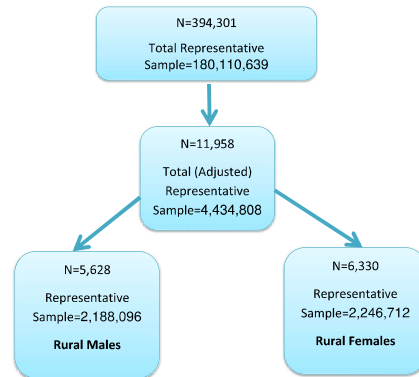 N=394,301
Total Representative
Sample=180,110,639
N=11,958
Total (Adjusted)
Representative
Sample=4,434,808
N=5,628
Representative
Sample=2,188,096
Rural Males
N=6,330
Representative
Sample=2,246,712
Rural Females